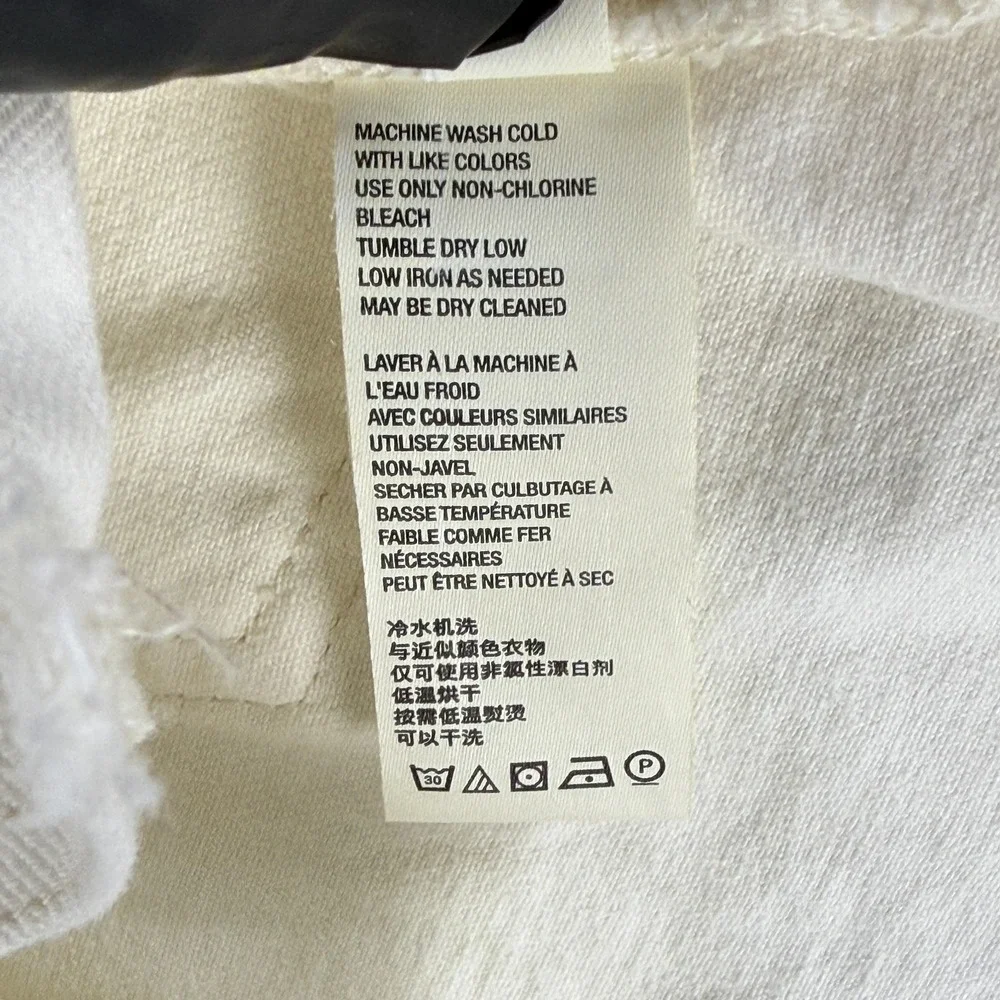 MACHINE WASH COLD
WITH LIKE COLORS
USE ONLY NON-CHLORINE
BLEACH
TUMBLE DRY LOW
LOW IRON AS NEEDED
MAY BE DRY CLEANED
LAVER À LA MACHINE À
L'EAU FROID
AVEC COULEURS SIMILAIRES
UTILISEZ SEULEMENT
NON-JAVEL
SECHER PAR CULBUTAGE À
BASSE TEMPÉRATURE
FAIBLE COMME FER
NÉCESSAIRES
PEUT ÊTRE NETTOYÉ À SEC
冷水机洗
与近似颜色衣物
仅可使用非氯性漂白剂
低温烘干
按需低温熨烫
可以干洗
30 P